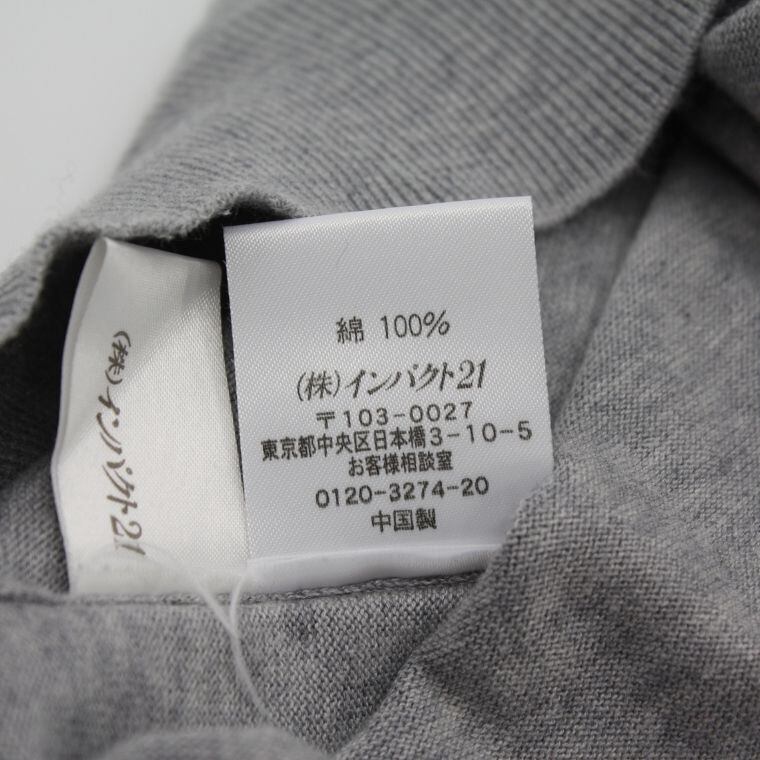 (株)インパクト21
綿 100%
(株)インパクト21
〒103-0027
東京都中央区日本橋3-10-5
お客様相談室
0120-3274-20
中国製